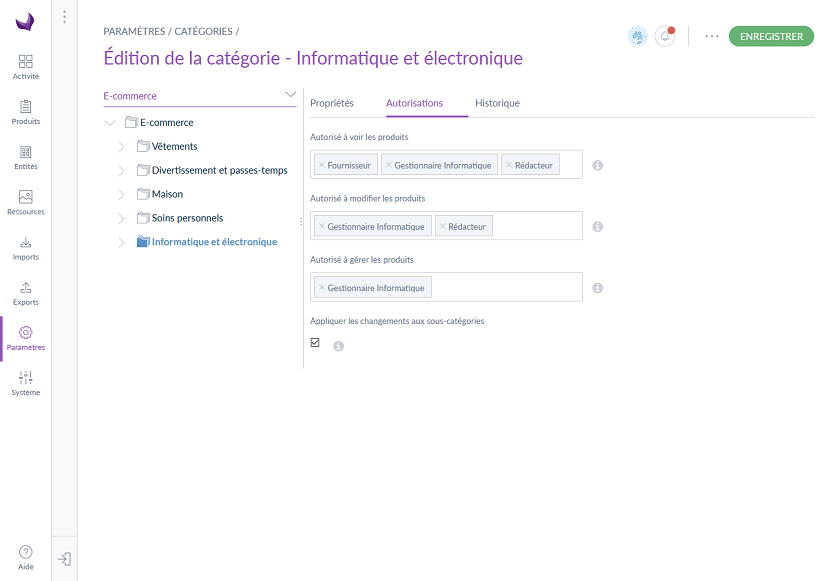 PARAMÈTRES / CATÉGORIES /
ENREGISTRER
Édition de la catégorie - Informatique et électronique
Activité
Produits
Entités
Ressources
Imports
Exports
Paramètres
Système
Aide
E-commerce
E-commerce
Vêtements
Divertissement et passes-temps
Maison
Soins personnels
Informatique et électronique
Propriétés Autorisations Historique
Autorisé à voir les produits
× Fournisseur × Gestionnaire Informatique × Rédacteur
Autorisé à modifier les produits
× Gestionnaire Informatique × Rédacteur
Autorisé à gérer les produits
× Gestionnaire Informatique
Appliquer les changements aux sous-catégories